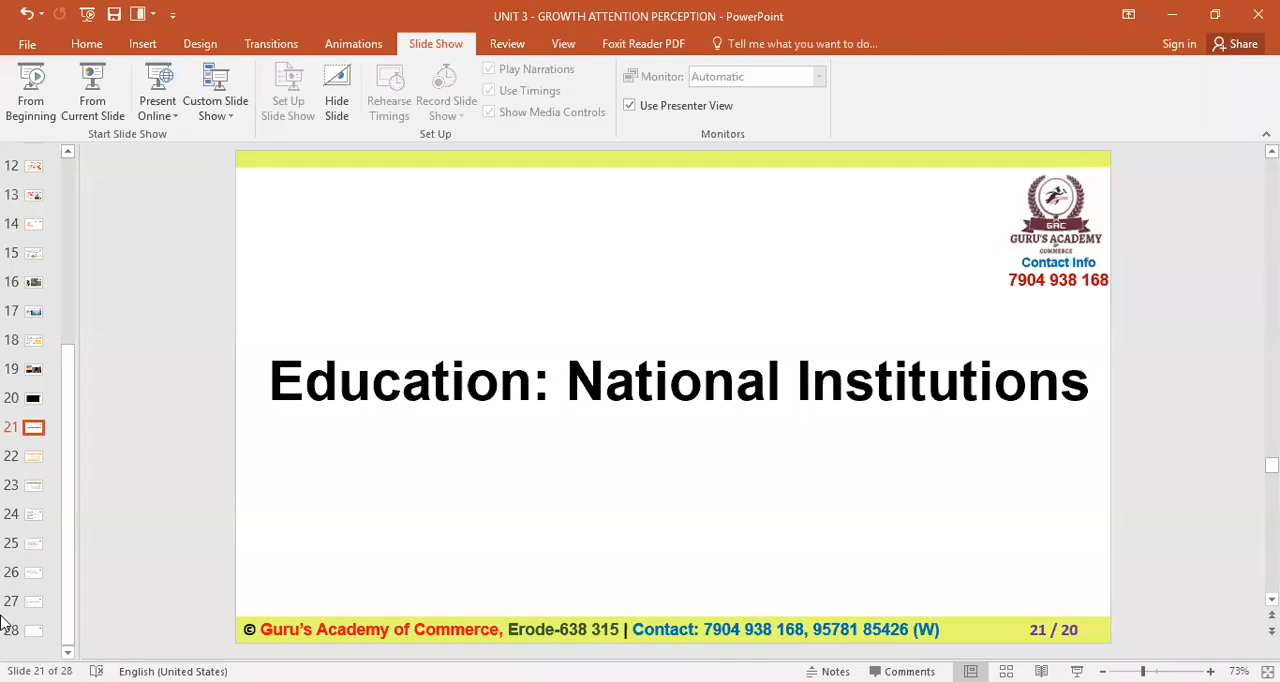 UNIT 3 - GROWTH ATTENTION PERCEPTION - PowerPoint
File Home Insert Design Transitions Animations Slide Show Review View Foxit Reader PDF Tell me what you want to do... Sign in Share
From Beginning
From Current Slide
Present Online
Custom Slide Show
Start Slide Show
Set Up Slide Show
Hide Slide
Rehearse Timings
Record Slide Show
Play Narrations
Use Timings
Show Media Controls
Set Up
Monitor: Automatic
Use Presenter View
Monitors
12
13
14
15
16
17
18
19
20
21
22
23
24
25
26
27
28
GAC
GURU'S ACADEMY
OF
COMMERCE
Contact Info
7904 938 168
Education: National Institutions
© Guru's Academy of Commerce, Erode-638 315 | Contact: 7904 938 168, 95781 85426 (W) 21 / 20
Slide 21 of 28 English (United States) Notes Comments 73%